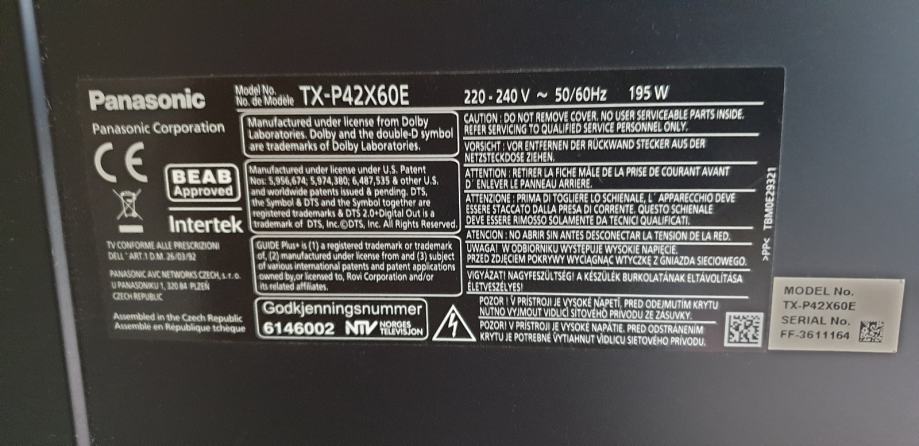 Panasonic
Model No.
No. de Modèle TX-P42X60E
220 - 240 V ~ 50/60Hz 195 W
Panasonic Corporation
CE
BEAB
Approved
Intertek
TV CONFORME ALLE PRESCRIZIONI
DELL' ART.1 D.M. 26/03/92
PANASONIC AVC NETWORKS CZECH, s. r. o.
U PANASONIKU 1, 320 84 PLZEŇ
CZECH REPUBLIC
Assembled in the Czech Republic
Assemble en République tchèque
Manufactured under license from Dolby
Laboratories. Dolby and the double-D symbol
are trademarks of Dolby Laboratories.
Manufactured under license under U.S. Patent
Nos: 5,956,674; 5,974,380; 6,487,535 & other U.S.
and worldwide patents issued & pending. DTS,
the Symbol & DTS and the Symbol together are
registered trademarks & DTS 2.0+Digital Out is a
trademark of DTS, Inc.©DTS, Inc. All Rights Reserved.
GUIDE Plus+ is (1) a registered trademark or trademark
of, (2) manufactured under license from and (3) subject
of various international patents and patent applications
owned by,or licensed to, Rovi Corporation and/or
its related affiliates.
Godkjenningsnummer
6146002 NTV NORGES
TELEVISJON
CAUTION : DO NOT REMOVE COVER. NO USER SERVICEABLE PARTS INSIDE.
REFER SERVICING TO QUALIFIED SERVICE PERSONNEL ONLY.
VORSICHT : VOR ENTFERNEN DER RÜCKWAND STECKER AUS DER
NETZSTECKDOSE ZIEHEN.
ATTENTION : RETIRER LA FICHE MÂLE DE LA PRISE DE COURANT AVANT
D' ENLEVER LE PANNEAU ARRIERE.
ATTENZIONE : PRIMA DI TOGLIERE LO SCHIENALE, L' APPARECCHIO DEVE
ESSERE STACCATO DALLA PRESA DI CORRENTE. QUESTO SCHIENALE
DEVE ESSERE RIMOSSO SOLAMENTE DA TECNICI QUALIFICATI.
ATENCION : NO ABRIR SIN ANTES DESCONECTAR LA TENSION DE LA RED.
UWAGA! W ODBIORNIKU WYSTĘPUJE WYSOKIE NAPIĘCIE.
PRZED ZDJĘCIEM POKRYWY WYCIĄGNĄĆ WTYCZKĘ Z GNIAZDA SIECIOWEGO.
VIGYÁZAT! NAGYFESZÜLTSÉG! A KÉSZÜLÉK BURKOLATÁNAK ELTÁVOLÍTÁSA
ÉLETVESZÉLYES!
POZOR ! V PŘÍSTROJI JE VYSOKÉ NAPĚTÍ. PŘED ODEJMUTÍM KRYTU
NUTNO VYJMOUT VIDLICI SÍŤOVÉHO PŘÍVODU ZE ZÁSUVKY.
POZOR! V PRÍSTROJI JE VYSOKÉ NAPÄTIE. PRED ODSTRÁNENÍM
KRYTU JE POTREBNÉ VYTIAHNUŤ VIDLICU SIEŤOVÉHO PRÍVODU.
>PP< TBM0E29321
MODEL No.
TX-P42X60E
SERIAL No.
FF-3611164